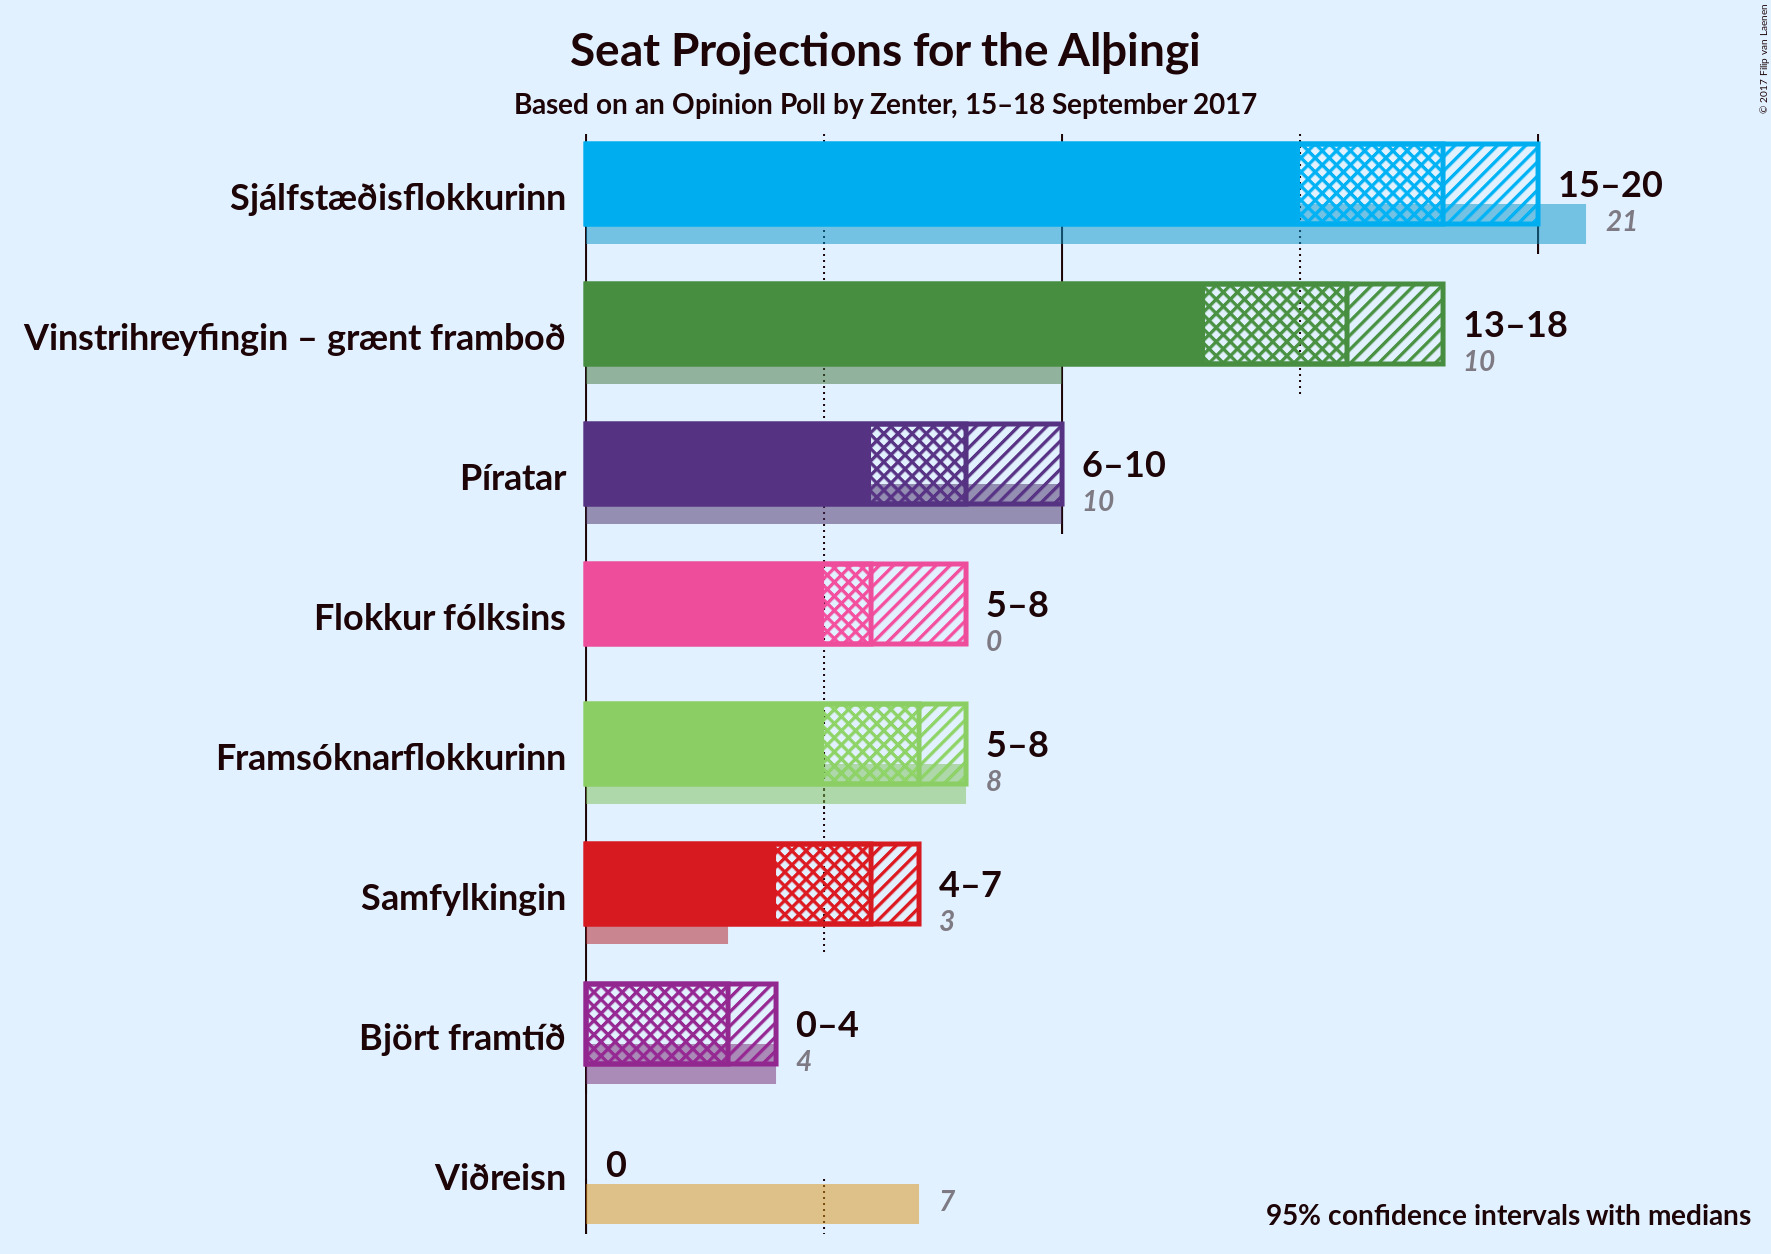 Seat Projections for the Alþingi
Based on an Opinion Poll by Zenter, 15–18 September 2017
© 2017 Filip van Laenen
Sjálfstæðisflokkurinn
15–20
21
Vinstrihreyfingin – grænt framboð
13–18
10
Píratar
6–10
10
Flokkur fólksins
5–8
0
Framsóknarflokkurinn
5–8
8
Samfylkingin
4–7
3
Björt framtíð
0–4
4
Viðreisn
0
7
95% confidence intervals with medians